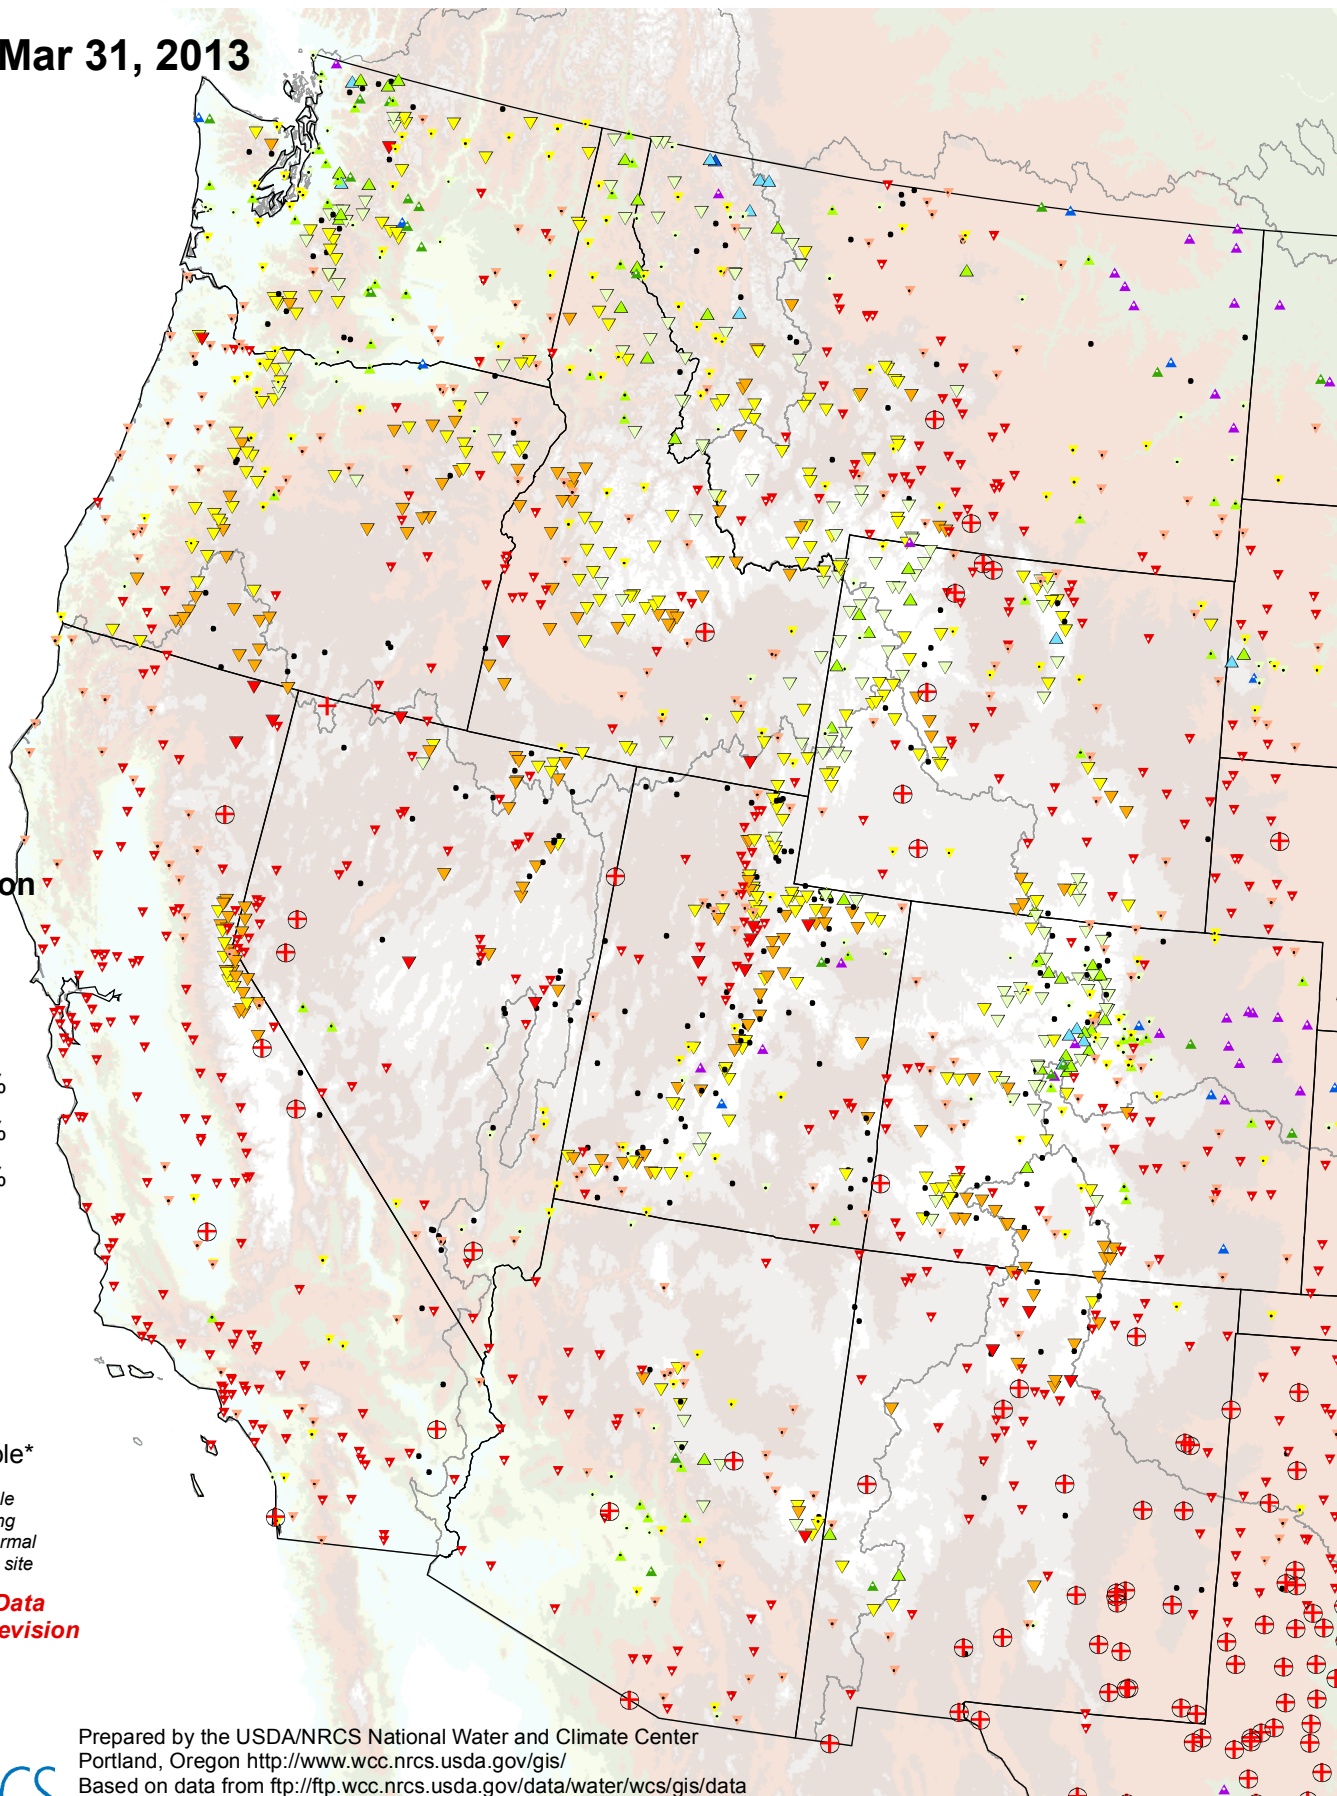 Mar 31, 2013
on
%
%
%
ble*
le
ng
rmal
site
Data
evision
CS
Prepared by the USDA/NRCS National Water and Climate Center
Portland, Oregon http://www.wcc.nrcs.usda.gov/gis/
Based on data from ftp://ftp.wcc.nrcs.usda.gov/data/water/wcs/gis/data